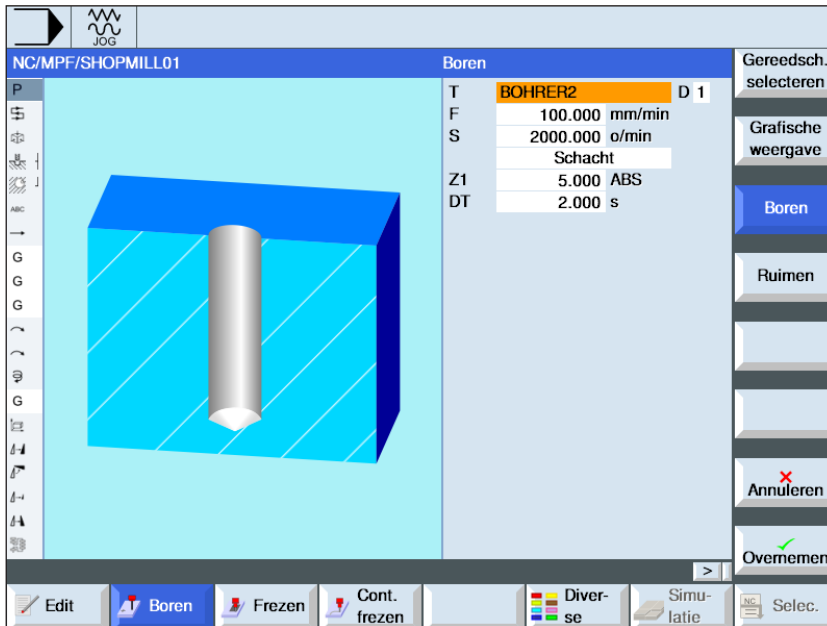 JOG
NC/MPF/SHOPMILL01
Boren
T BOHRER2 D 1
F 100.000 mm/min
S 2000.000 o/min
Schacht
Z1 5.000 ABS
DT 2.000 s
P
ABC
G
G
G
G
Gereedsch.
selecteren
Grafische
weergave
Boren
Ruimen
Annuleren
Overnemen
>
Edit
Boren
Frezen
Cont.
frezen
Diver-
se
Simu-
latie
NC
Selec.